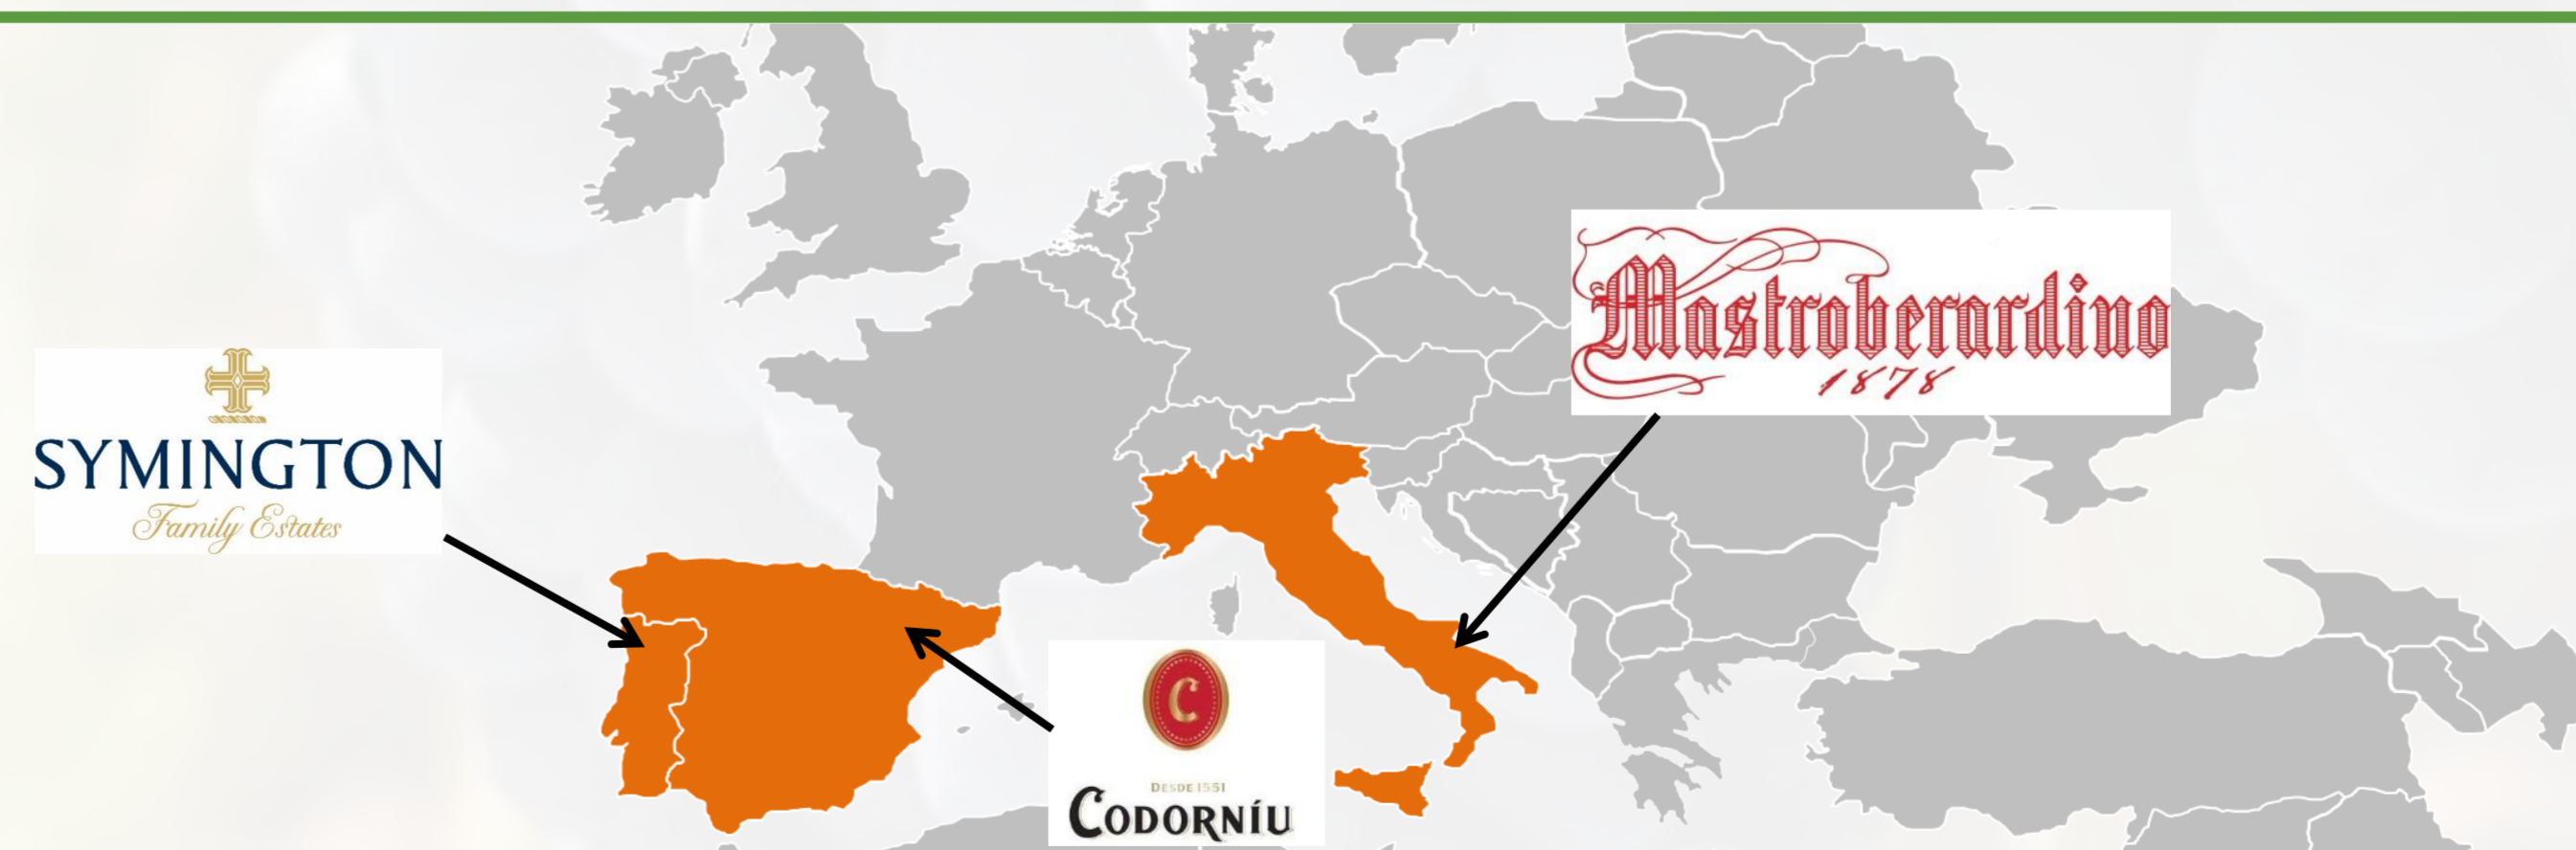 SYMINGTON
Family Estates
Mastroberardino
1878
C
DESDE 1551
CODORNÍU